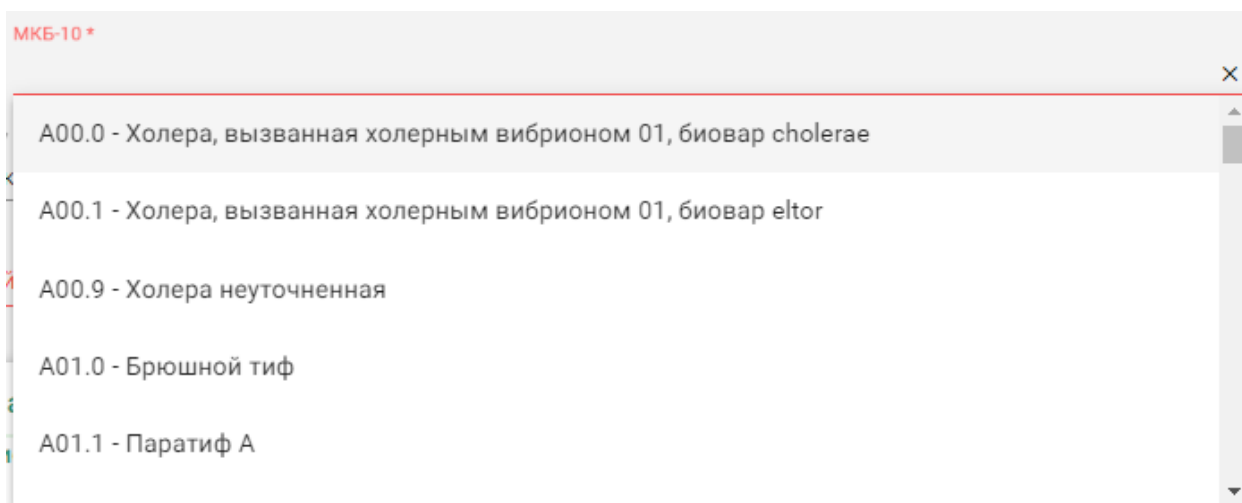 МКБ-10 *
A00.0 - Холера, вызванная холерным вибрионом 01, биовар cholerae
A00.1 - Холера, вызванная холерным вибрионом 01, биовар eltor
A00.9 - Холера неуточненная
A01.0 - Брюшной тиф
A01.1 - Паратиф A